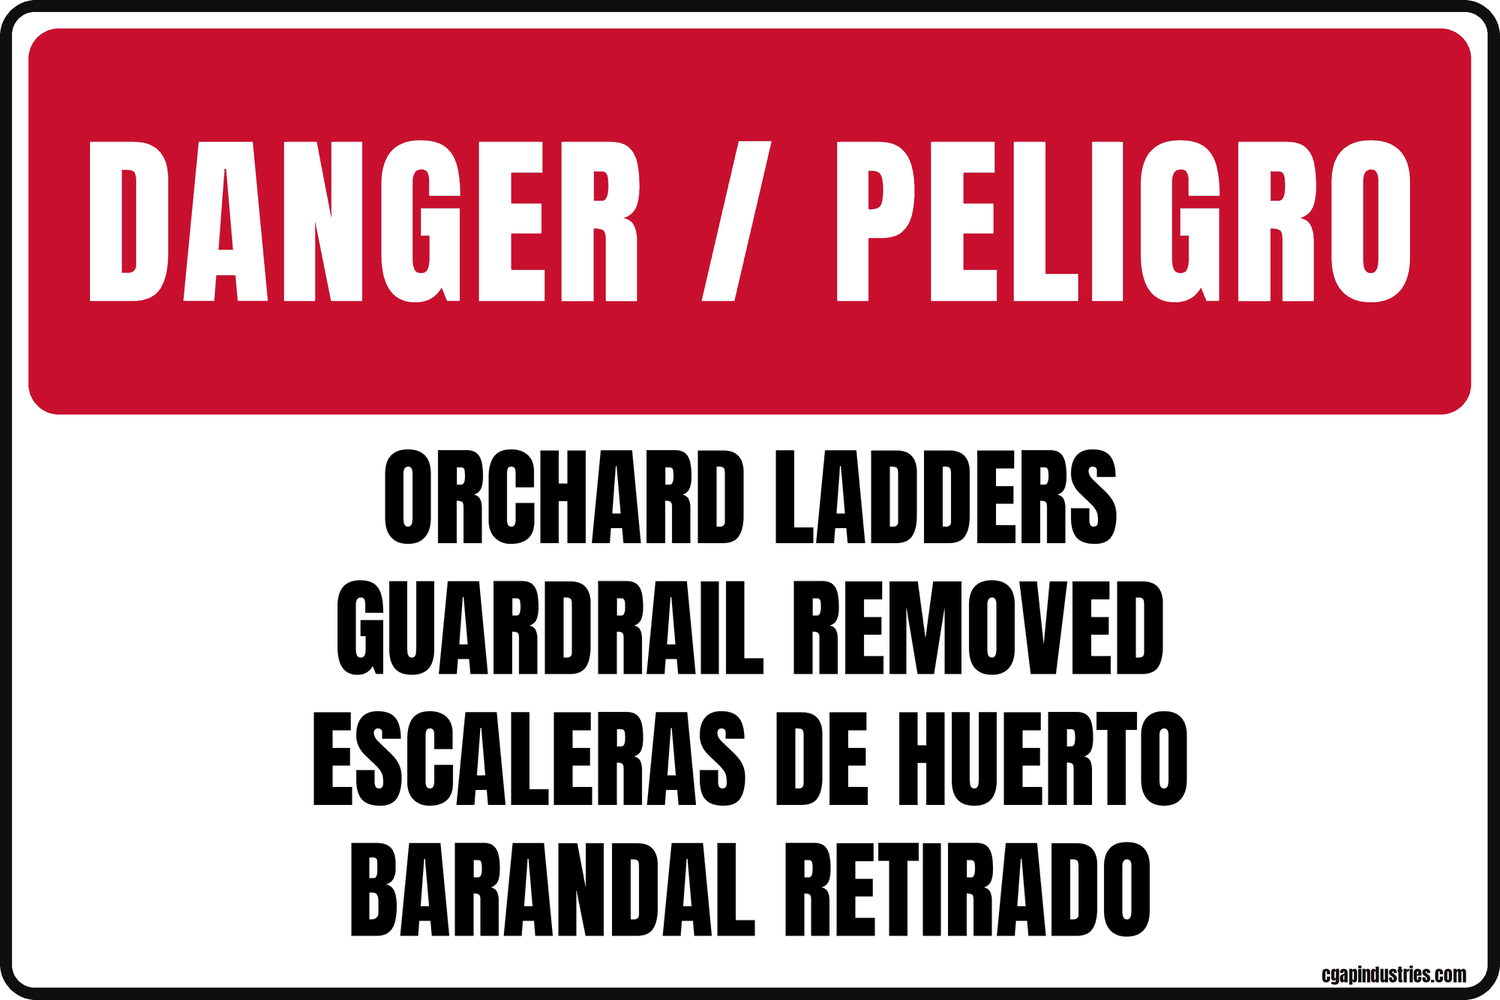 DANGER / PELIGRO
ORCHARD LADDERS
GUARDRAIL REMOVED
ESCALERAS DE HUERTO
BARANDAL RETIRADO
cgapindustries.com